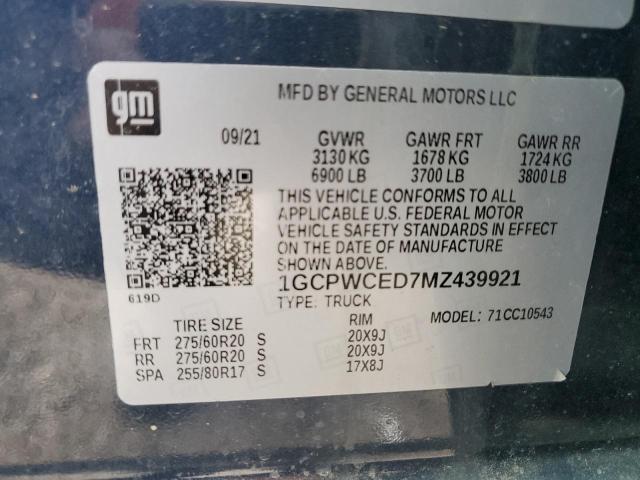 gm
MFD BY GENERAL MOTORS LLC
09/21 GVWR GAWR FRT GAWR RR
3130 KG 1678 KG 1724 KG
6900 LB 3700 LB 3800 LB
THIS VEHICLE CONFORMS TO ALL
APPLICABLE U.S. FEDERAL MOTOR
VEHICLE SAFETY STANDARDS IN EFFECT
ON THE DATE OF MANUFACTURE
SHOWN ABOVE.
619D
1GCPWCED7MZ439921
TYPE: TRUCK
MODEL: 71CC10543
TIRE SIZE RIM
FRT 275/60R20 S 20X9J
RR 275/60R20 S 20X9J
SPA 255/80R17 S 17X8J